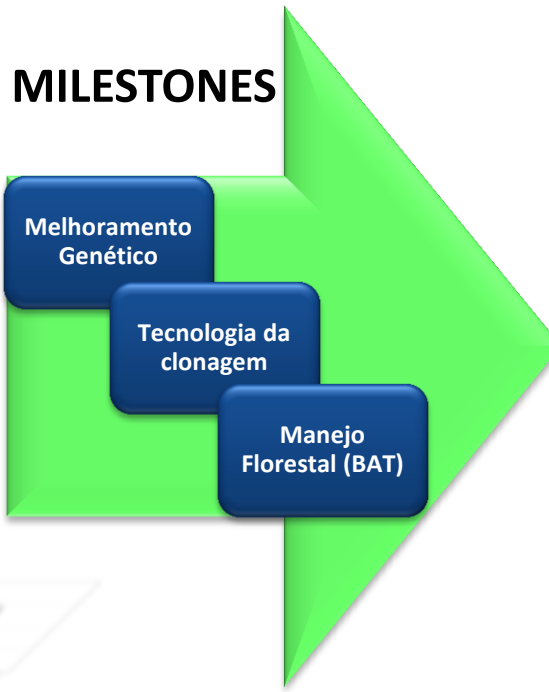 MILESTONES
Melhoramento
Genético
Tecnologia da
clonagem
Manejo
Florestal (BAT)